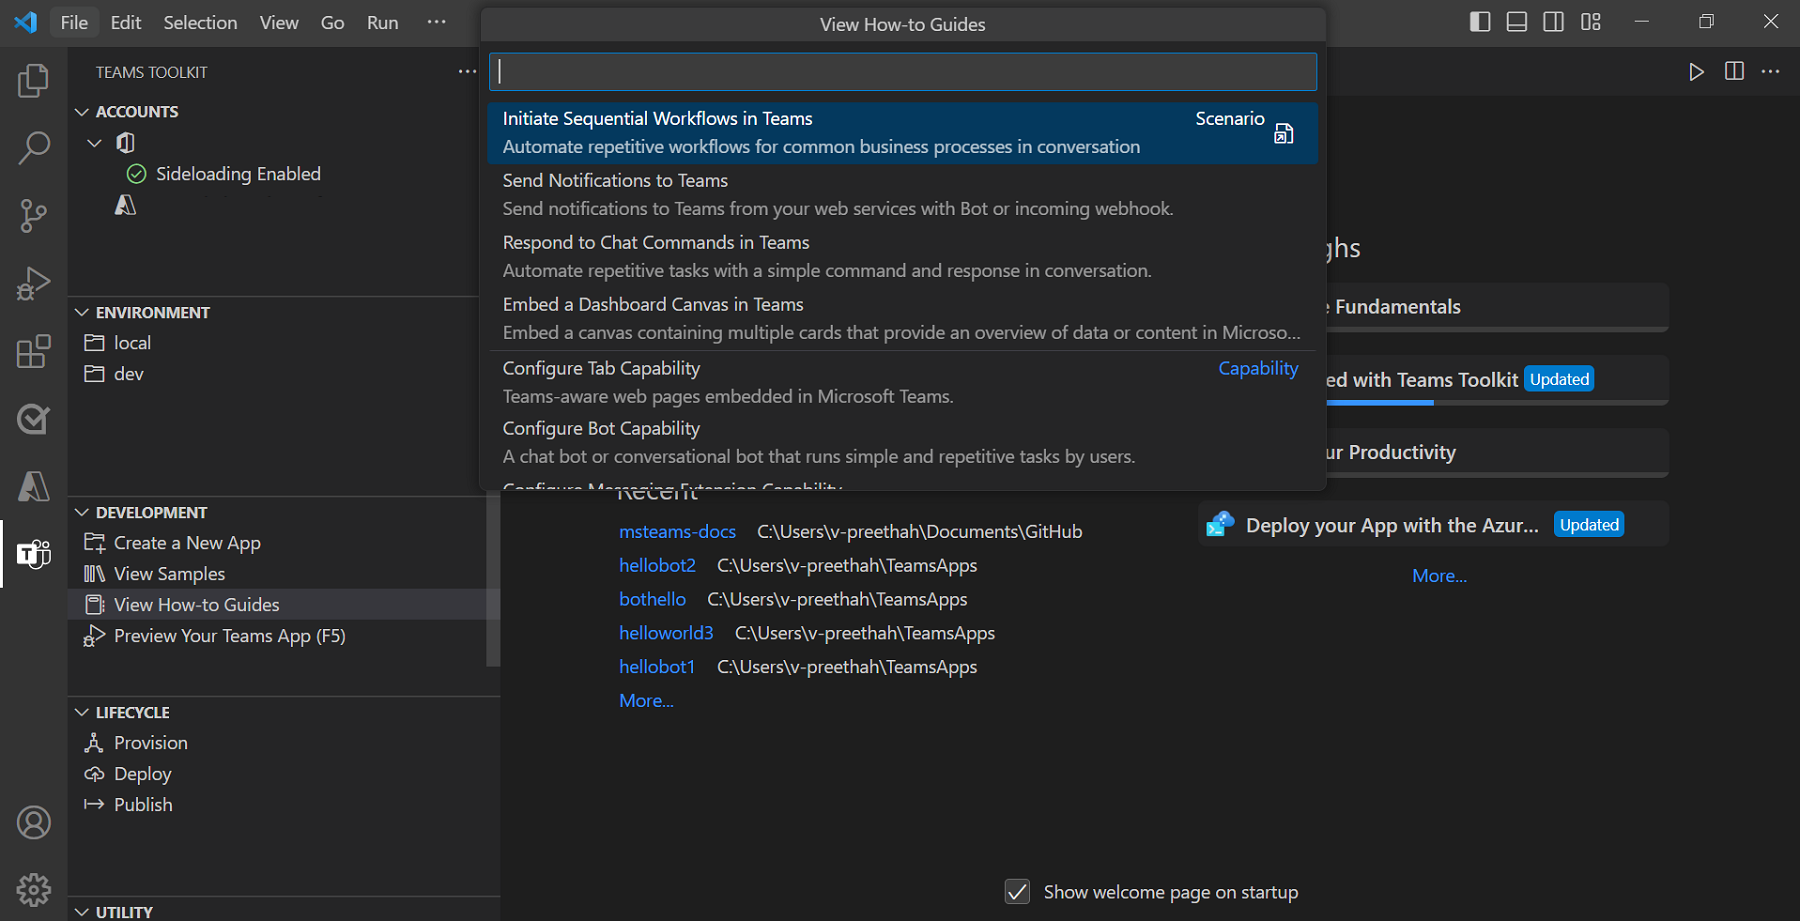 File Edit Selection View Go Run ···
View How-to Guides
TEAMS TOOLKIT
ACCOUNTS
Sideloading Enabled
ENVIRONMENT
local
dev
DEVELOPMENT
Create a New App
View Samples
View How-to Guides
Preview Your Teams App (F5)
LIFECYCLE
Provision
Deploy
Publish
UTILITY
Initiate Sequential Workflows in Teams Scenario
Automate repetitive workflows for common business processes in conversation
Send Notifications to Teams
Send notifications to Teams from your web services with Bot or incoming webhook.
Respond to Chat Commands in Teams
Automate repetitive tasks with a simple command and response in conversation.
Embed a Dashboard Canvas in Teams
Embed a canvas containing multiple cards that provide an overview of data or content in Microso...
Configure Tab Capability Capability
Teams-aware web pages embedded in Microsoft Teams.
Configure Bot Capability
A chat bot or conversational bot that runs simple and repetitive tasks by users.
Configure Messaging Extension Capability
Recent
msteams-docs C:\Users\v-preethah\Documents\GitHub
hellobot2 C:\Users\v-preethah\TeamsApps
bothello C:\Users\v-preethah\TeamsApps
helloworld3 C:\Users\v-preethah\TeamsApps
hellobot1 C:\Users\v-preethah\TeamsApps
More...
ghs
Fundamentals
ed with Teams Toolkit Updated
ur Productivity
Deploy your App with the Azur... Updated
More...
Show welcome page on startup